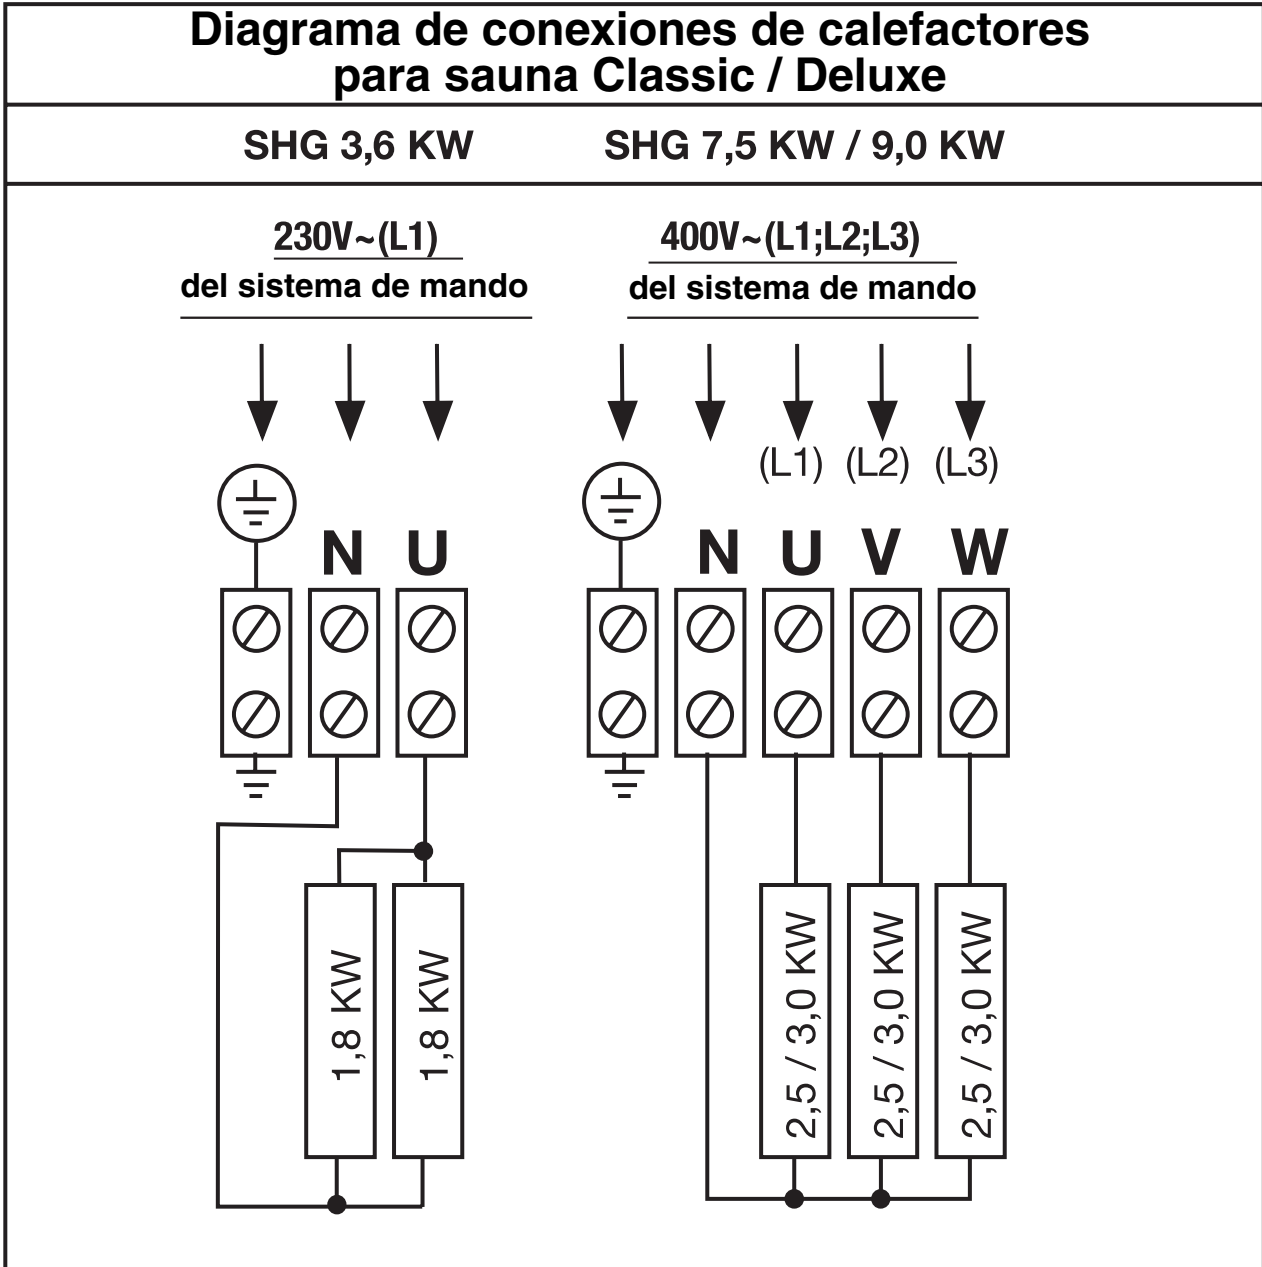 Diagrama de conexiones de calefactores
para sauna Classic / Deluxe
SHG 3,6 KW
SHG 7,5 KW / 9,0 KW
230V~(L1)
del sistema de mando
400V~(L1;L2;L3)
del sistema de mando
(L1) (L2) (L3)
N U
N U V W
1,8 KW
1,8 KW
2,5 / 3,0 KW
2,5 / 3,0 KW
2,5 / 3,0 KW